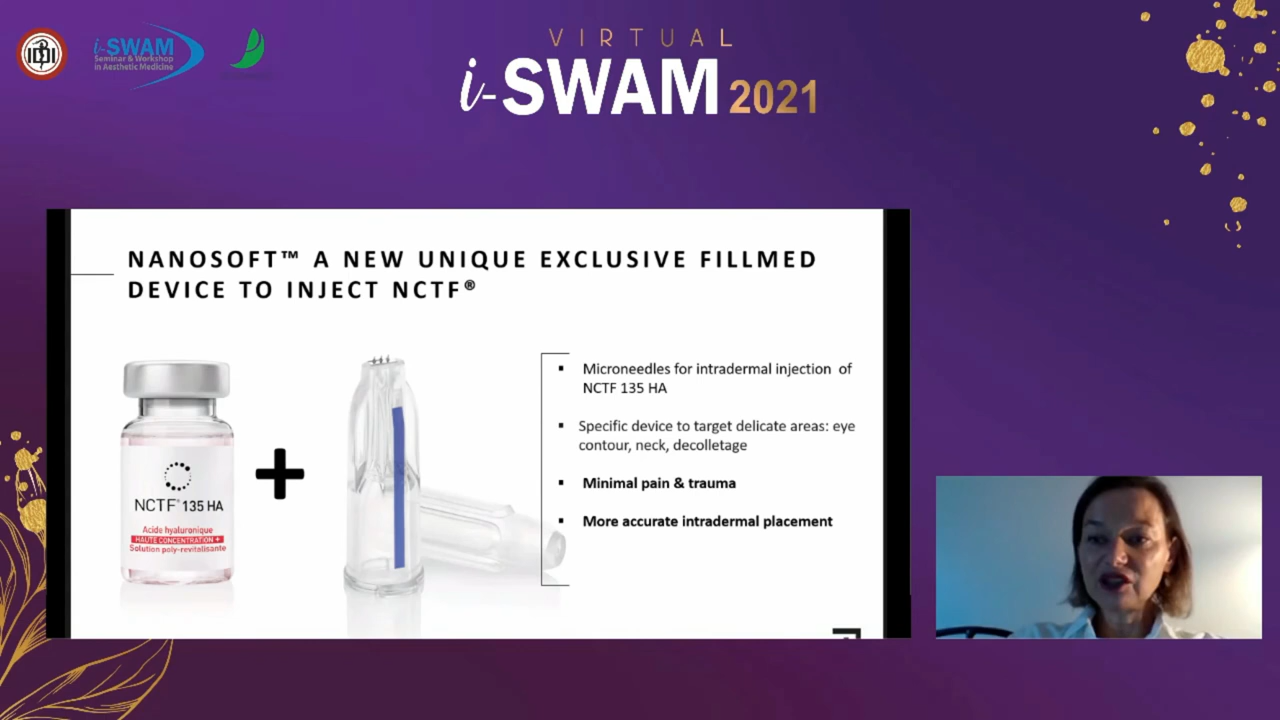 i-SWAM
Seminar & Workshop
in Aesthetic Medicine
VIRTUAL
i-SWAM 2021
NANOSOFT™ A NEW UNIQUE EXCLUSIVE FILLMED
DEVICE TO INJECT NCTF®
Microneedles for intradermal injection of
NCTF 135 HA
Specific device to target delicate areas: eye
contour, neck, decolletage
Minimal pain & trauma
More accurate intradermal placement
NCTF® 135 HA
Acide hyaluronique
HAUTE CONCENTRATION +
Solution poly-revitalisante